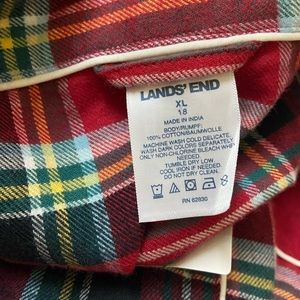 LANDS' END
XL
18
MADE IN INDIA
BODY/RUMPF:
100% COTTON/BAUMWOLLE
MACHINE WASH COLD DELICATE.
WASH DARK COLORS SEPARATELY
ONLY NON-CHLORINE BLEACH WHEN
NEEDED
TUMBLE DRY LOW
COOL IRON IF NEEDED.
DO NOT DRY CLEAN
RN 62830